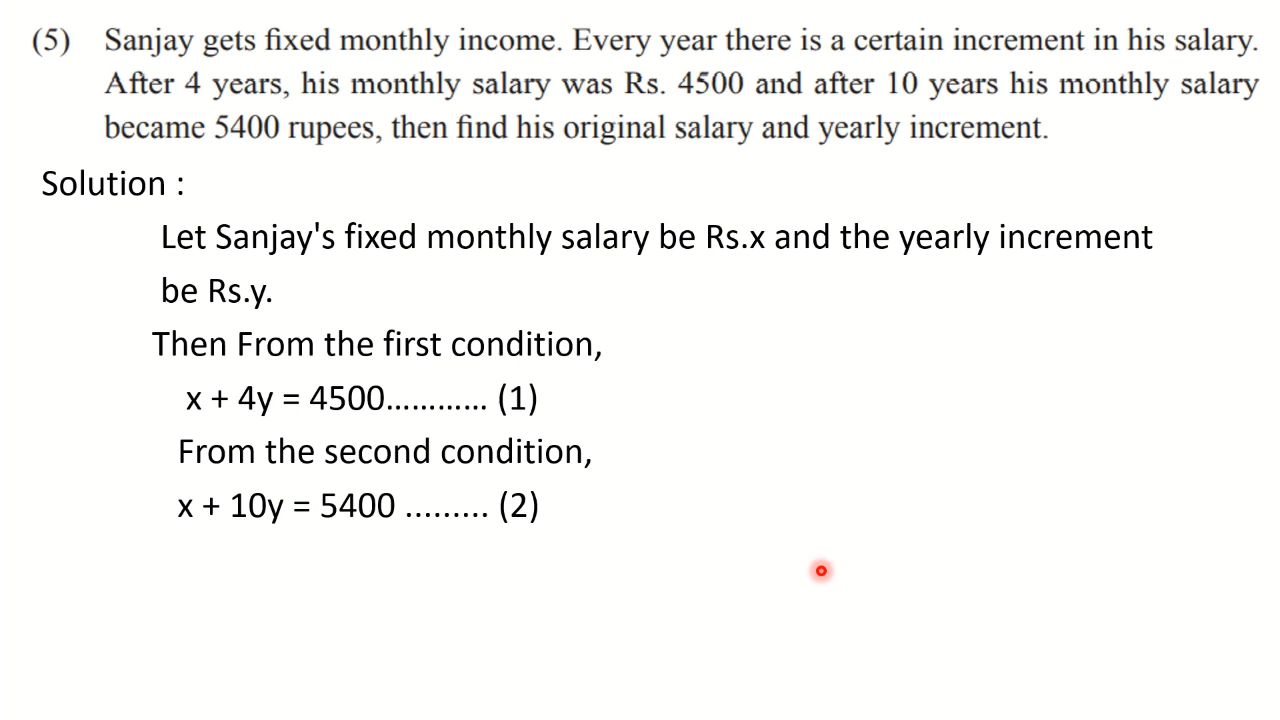 (5) Sanjay gets fixed monthly income. Every year there is a certain increment in his salary.
After 4 years, his monthly salary was Rs. 4500 and after 10 years his monthly salary
became 5400 rupees, then find his original salary and yearly increment.
Solution :
Let Sanjay's fixed monthly salary be Rs.x and the yearly increment
be Rs.y.
Then From the first condition,
x + 4y = 4500………… (1)
From the second condition,
x + 10y = 5400 ......... (2)